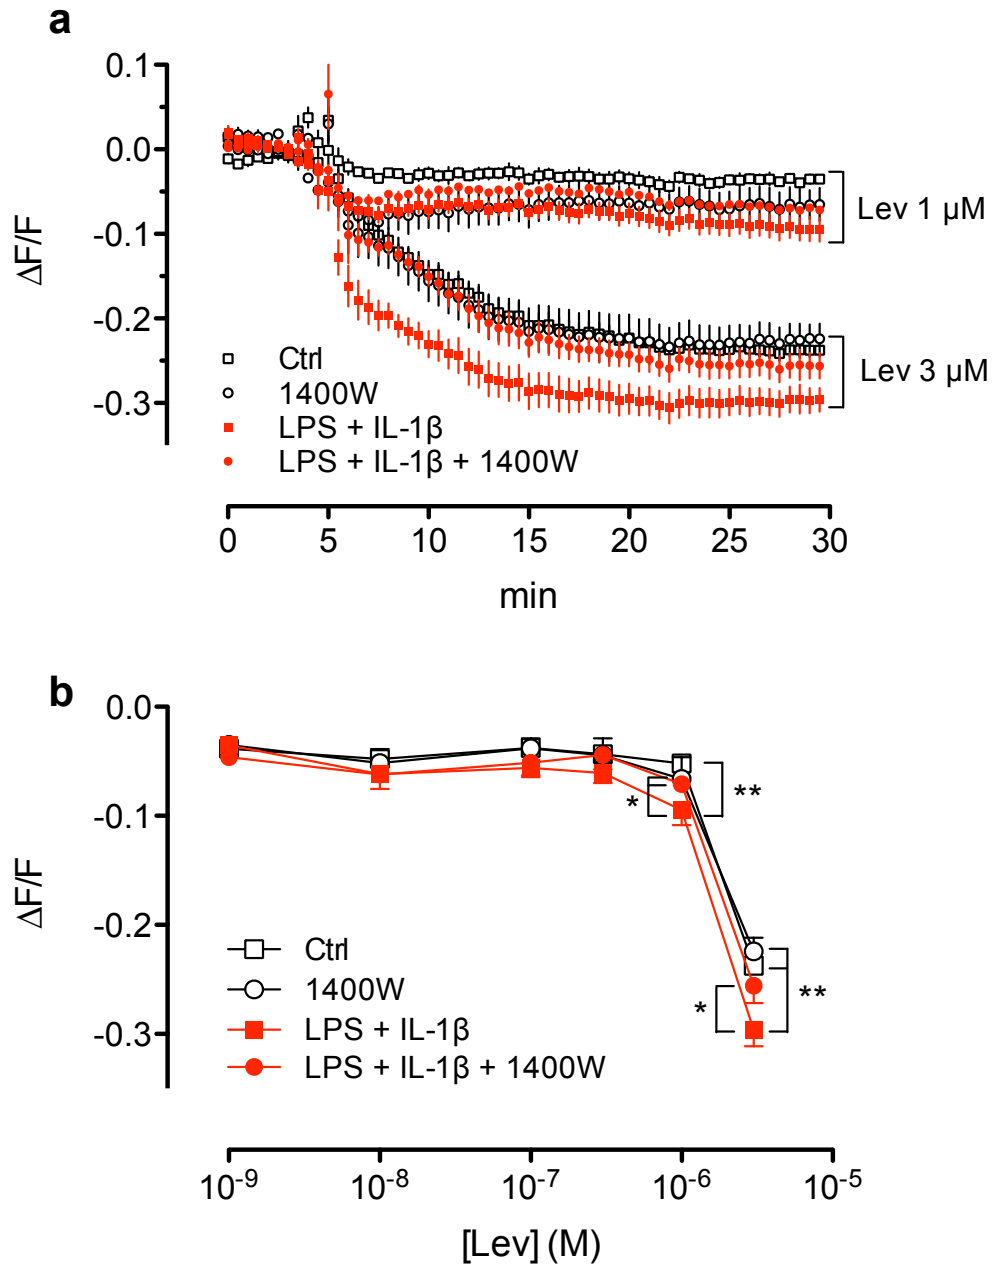 a
0.1
0.0
-0.1
-0.2
-0.3
ΔF/F
Lev 1 µM
Lev 3 µM
Ctrl
1400W
LPS + IL-1β
LPS + IL-1β + 1400W
0 5 10 15 20 25 30
min
b
0.0
-0.1
-0.2
-0.3
ΔF/F
* **
* **
Ctrl
1400W
LPS + IL-1β
LPS + IL-1β + 1400W
10-9 10-8 10-7 10-6 10-5
[Lev] (M)